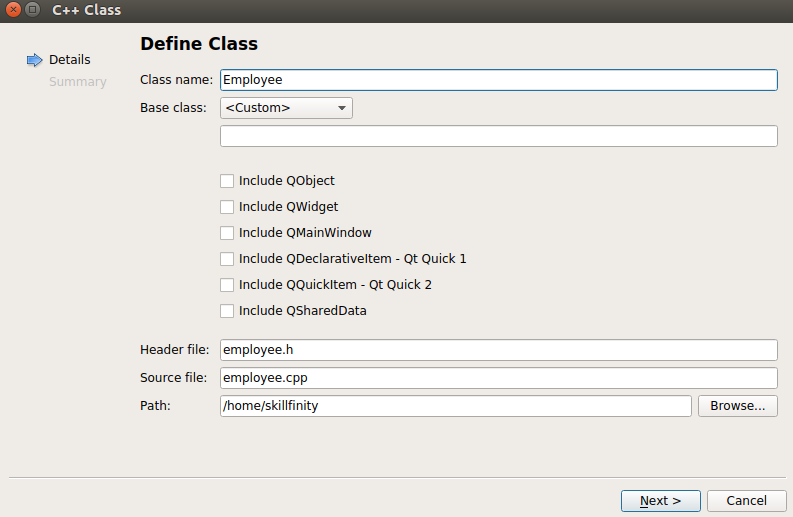 C++ Class
Details
Summary
Define Class
Class name: Employee
Base class: <Custom>
Include QObject
Include QWidget
Include QMainWindow
Include QDeclarativeItem - Qt Quick 1
Include QQuickItem - Qt Quick 2
Include QSharedData
Header file: employee.h
Source file: employee.cpp
Path: /home/skillfinity Browse...
Next > Cancel